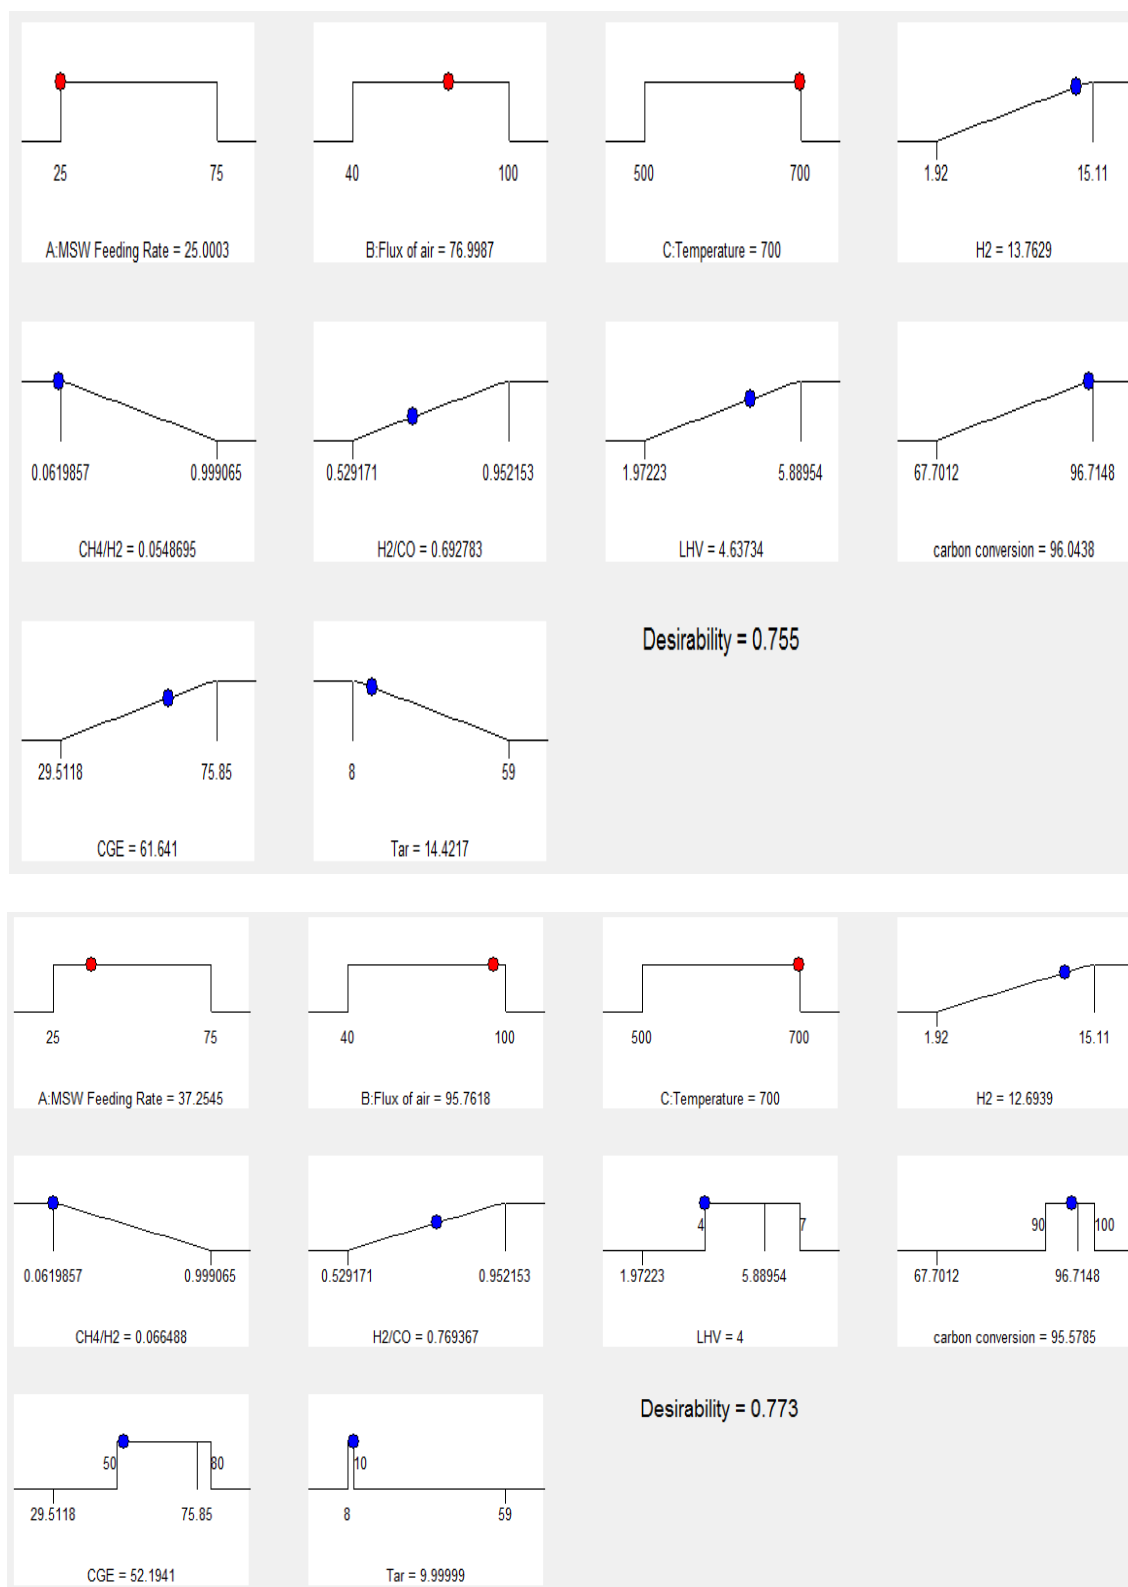 25 75
A:MSW Feeding Rate = 25.0003
40 100
B:Flux of air = 76.9987
500 700
C:Temperature = 700
1.92 15.11
H2 = 13.7629
0.0619857 0.999065
CH4/H2 = 0.0548695
0.529171 0.952153
H2/CO = 0.692783
1.97223 5.88954
LHV = 4.63734
67.7012 96.7148
carbon conversion = 96.0438
29.5118 75.85
CGE = 61.641
8 59
Tar = 14.4217
Desirability = 0.755
25 75
A:MSW Feeding Rate = 37.2545
40 100
B:Flux of air = 95.7618
500 700
C:Temperature = 700
1.92 15.11
H2 = 12.6939
0.0619857 0.999065
CH4/H2 = 0.066488
0.529171 0.952153
H2/CO = 0.769367
4 7
1.97223 5.88954
LHV = 4
90 100
67.7012 96.7148
carbon conversion = 95.5785
50 80
29.5118 75.85
CGE = 52.1941
10
8 59
Tar = 9.99999
Desirability = 0.773